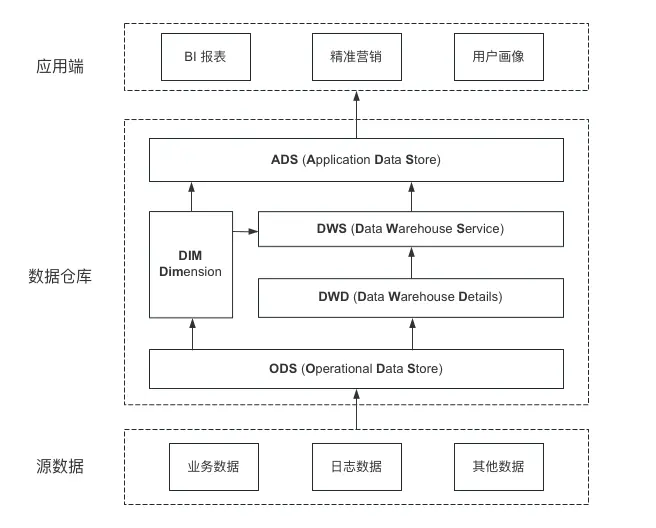 应用端
BI 报表
精准营销
用户画像
ADS (Application Data Store)
数据仓库
DIM
Dimension
DWS (Data Warehouse Service)
DWD (Data Warehouse Details)
ODS (Operational Data Store)
源数据
业务数据
日志数据
其他数据